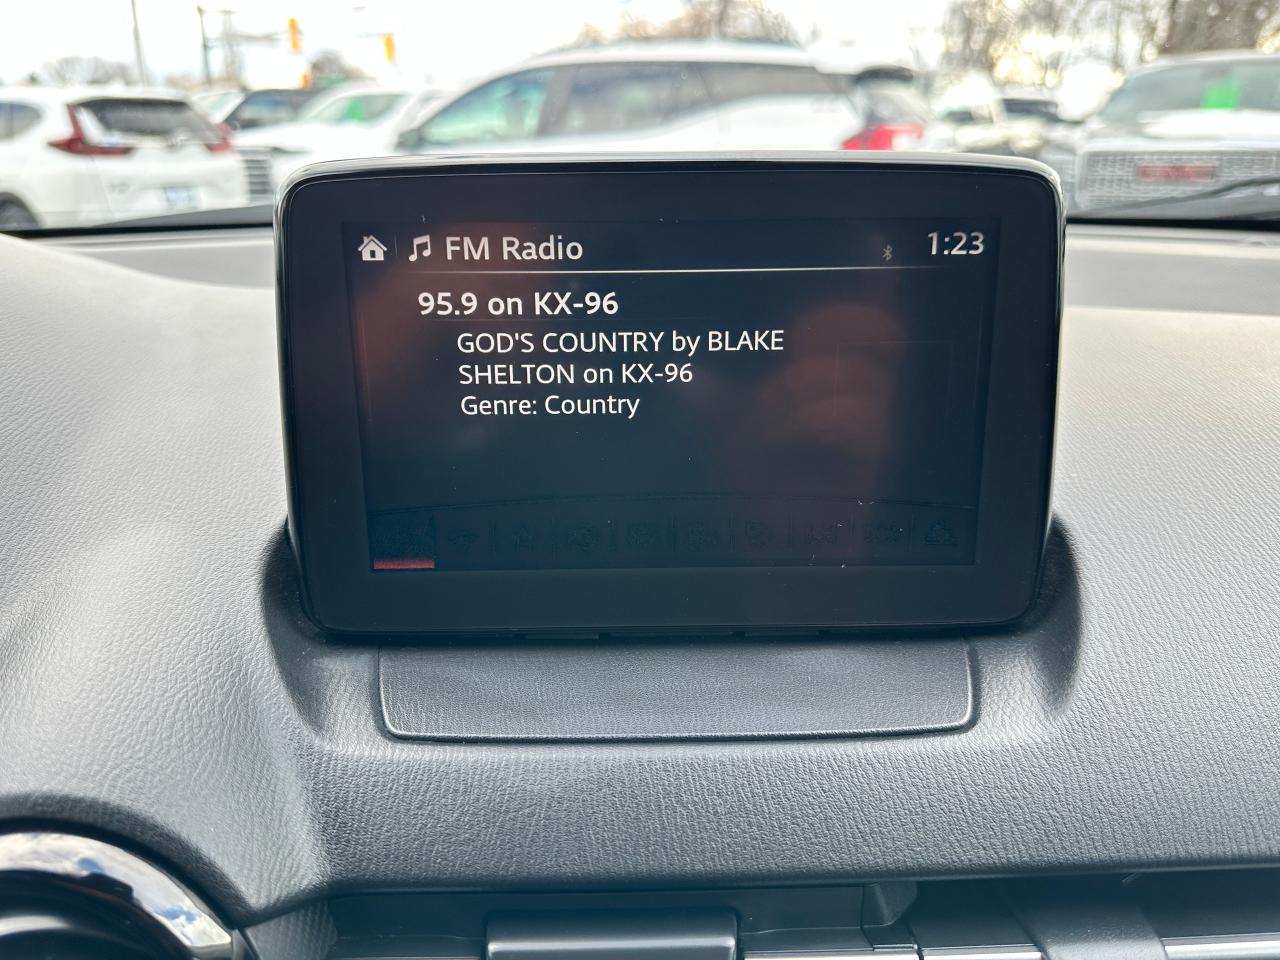 FM Radio
1:23
95.9 on KX-96
GOD'S COUNTRY by BLAKE
SHELTON on KX-96
Genre: Country